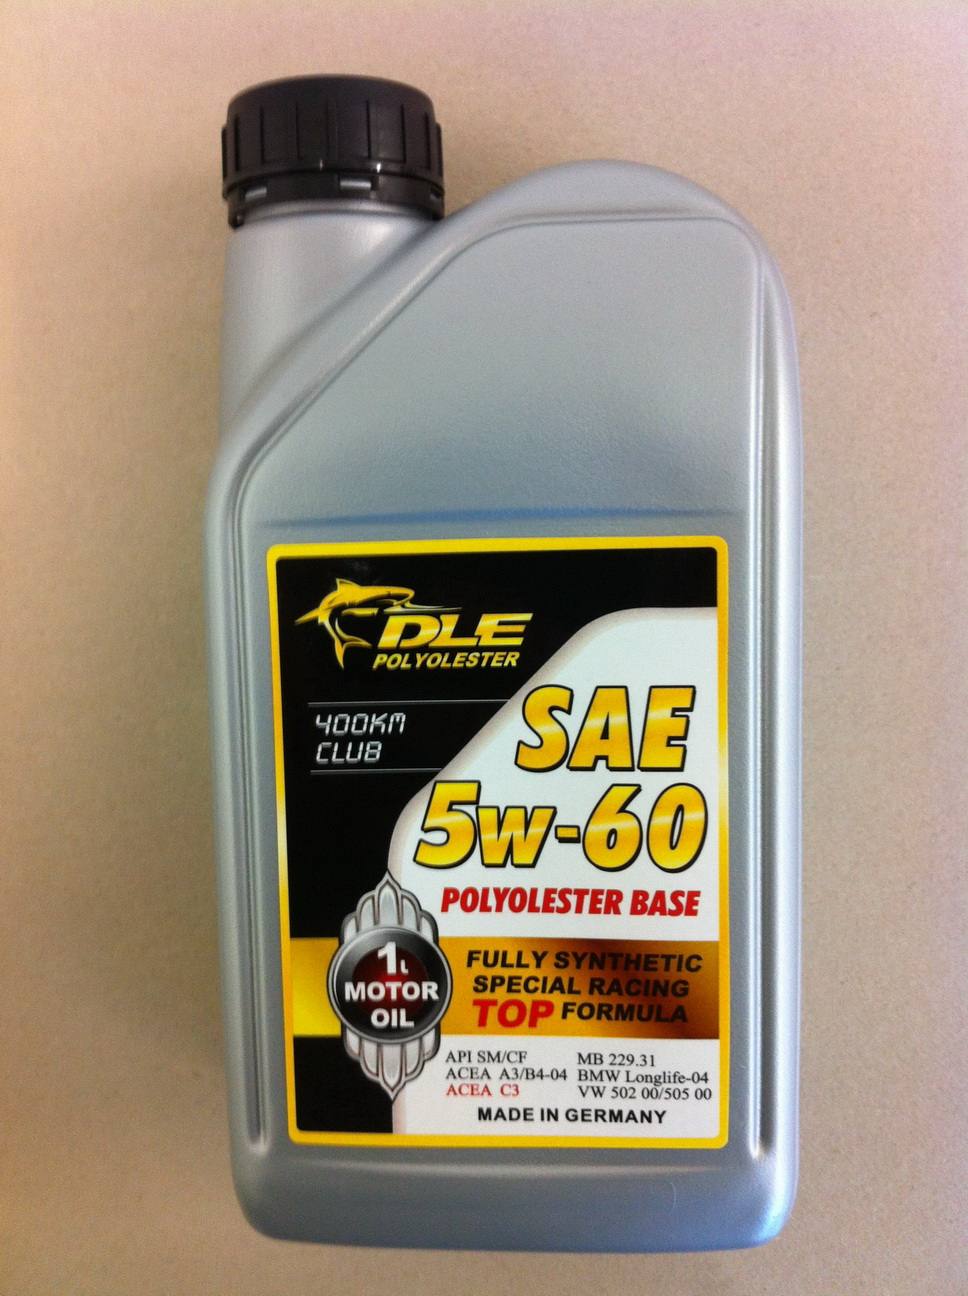 DLE
POLYOLESTER
400KM
CLUB
SAE
5w-60
POLYOLESTER BASE
1L
MOTOR
OIL
FULLY SYNTHETIC
SPECIAL RACING
TOP FORMULA
API SM/CF MB 229.31
ACEA A3/B4-04 BMW Longlife-04
ACEA C3 VW 502 00/505 00
MADE IN GERMANY